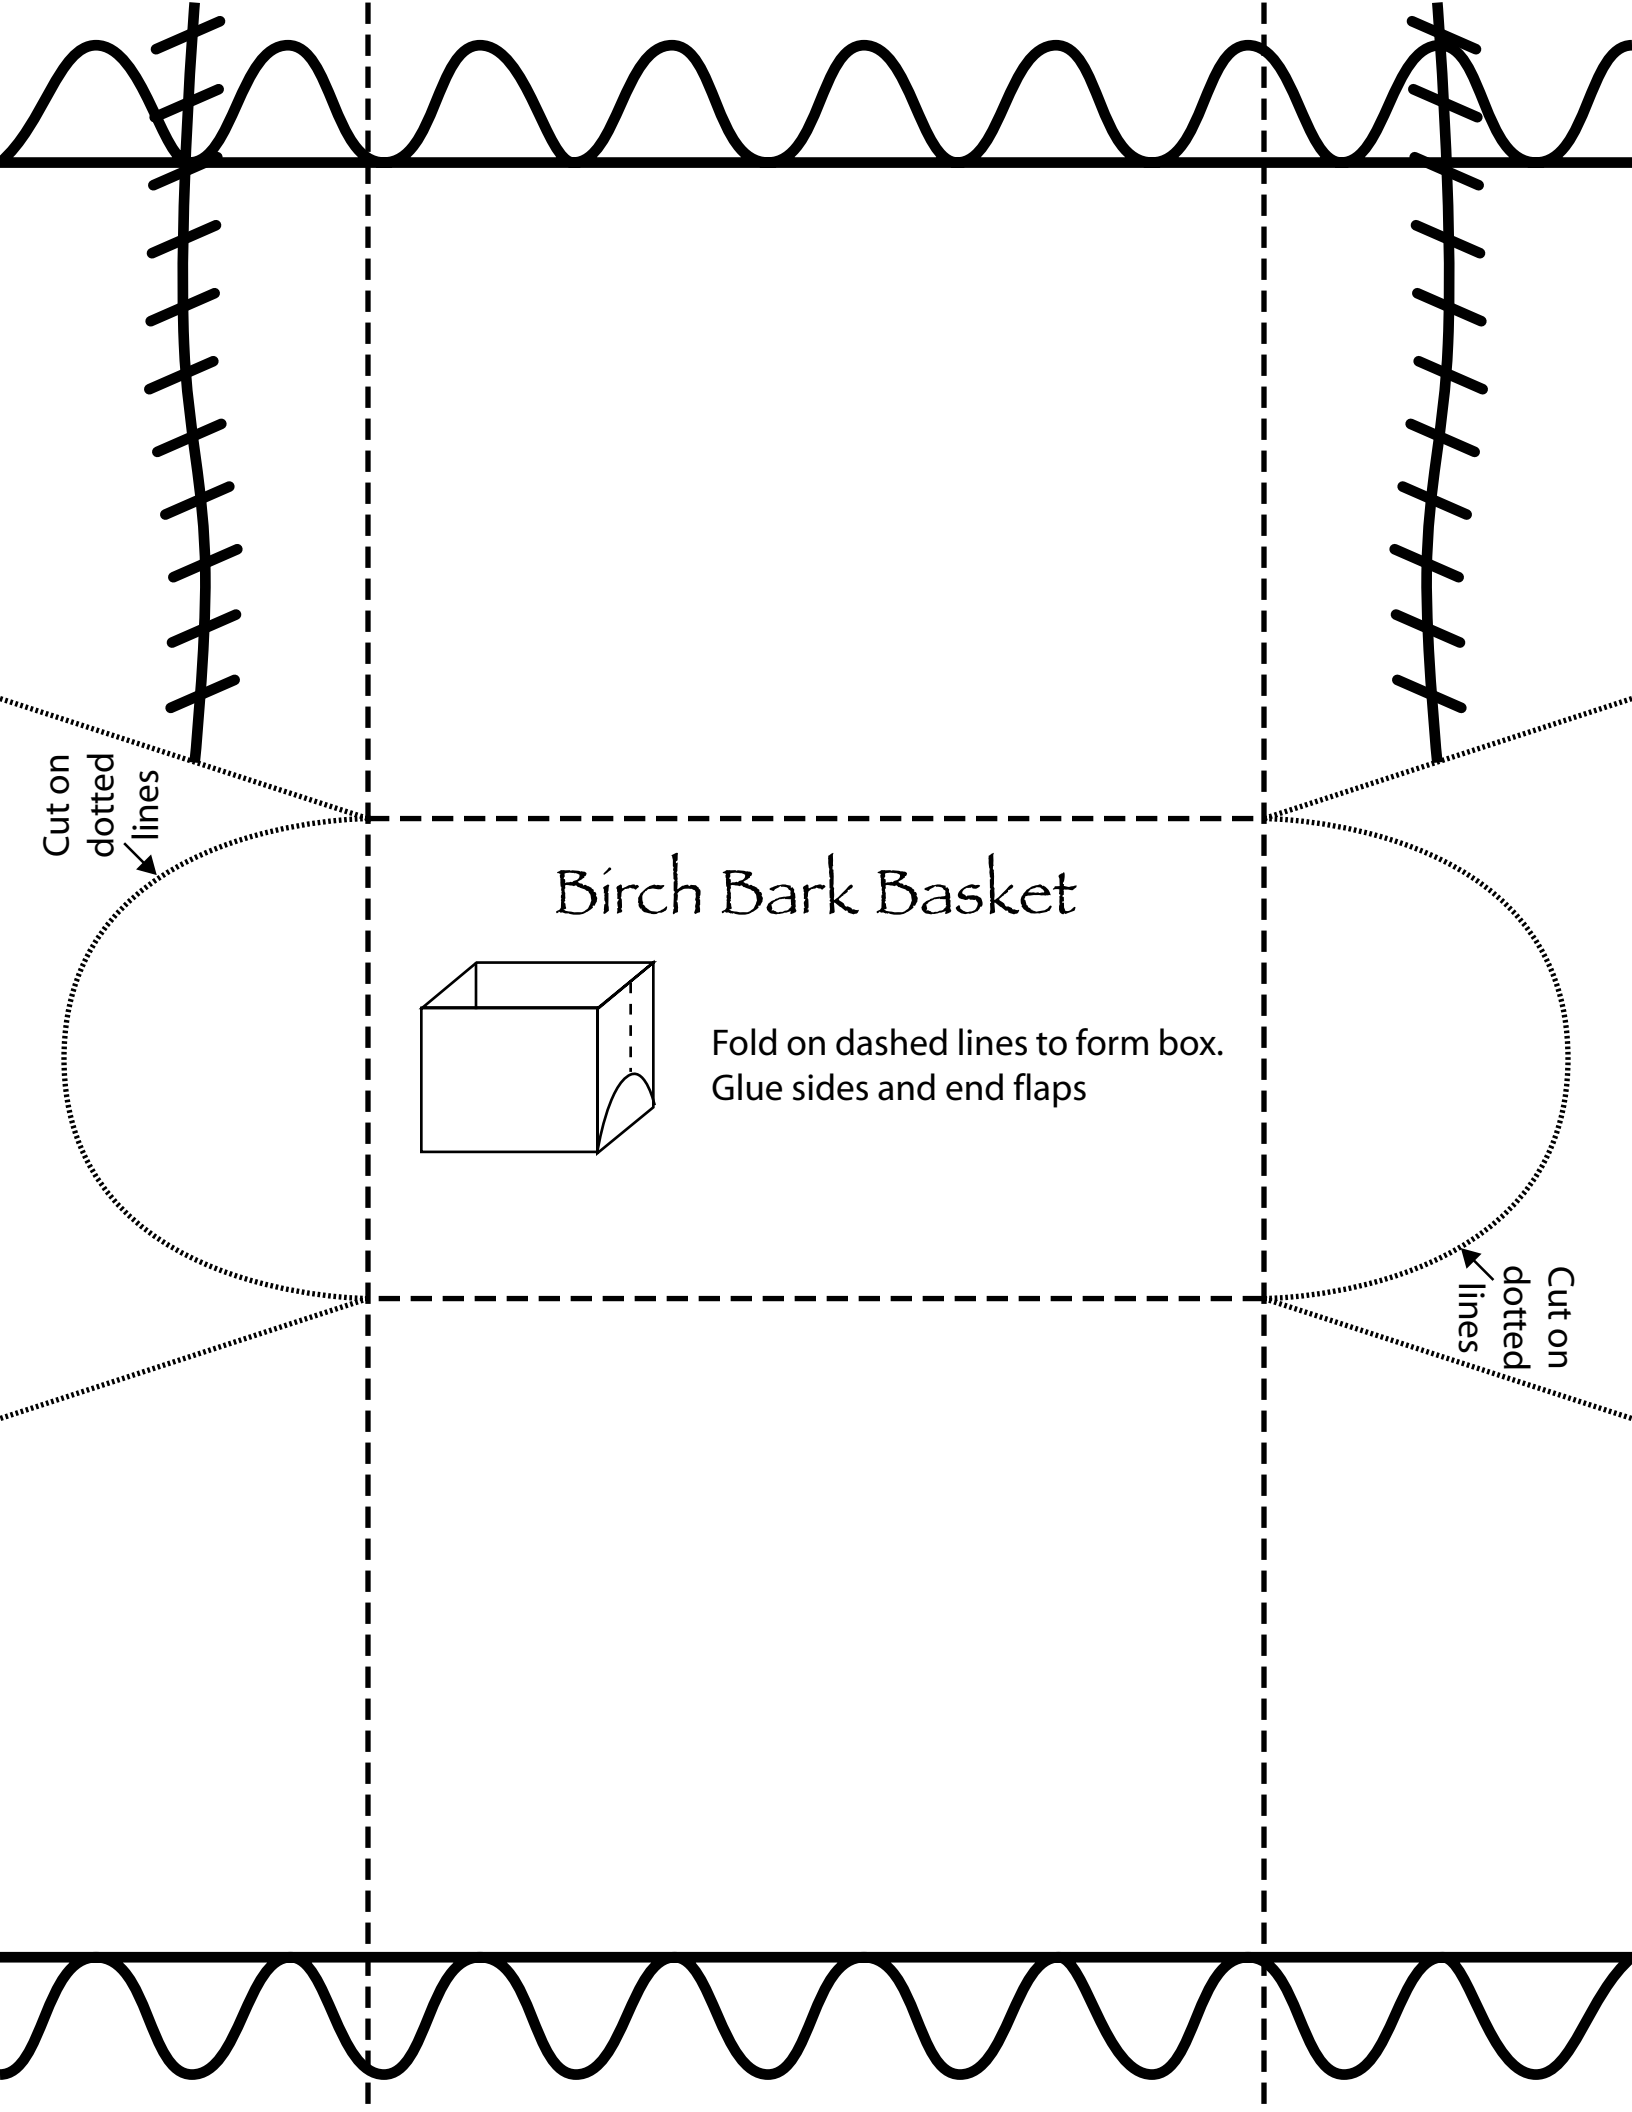 Cut on
dotted
lines
Birch Bark Basket
Fold on dashed lines to form box.
Glue sides and end flaps
Cut on
dotted
lines